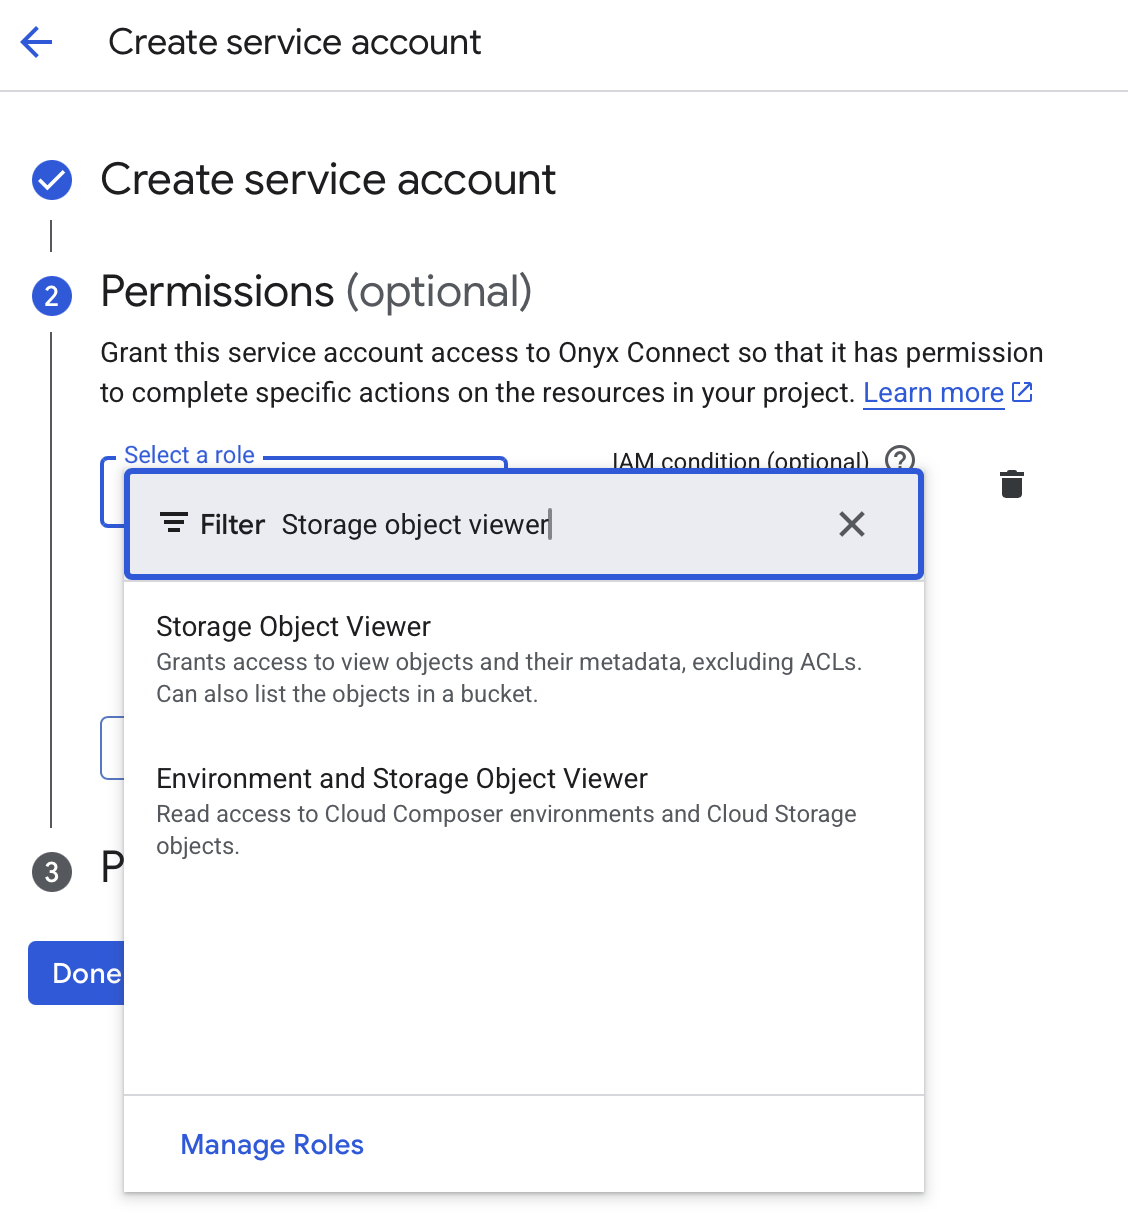 Create service account
Create service account
2
Permissions (optional)
Grant this service account access to Onyx Connect so that it has permission
to complete specific actions on the resources in your project. Learn more
Select a role
IAM condition (optional)
Filter Storage object viewer
Storage Object Viewer
Grants access to view objects and their metadata, excluding ACLs.
Can also list the objects in a bucket.
Environment and Storage Object Viewer
Read access to Cloud Composer environments and Cloud Storage
objects.
3
P
Done
Manage Roles